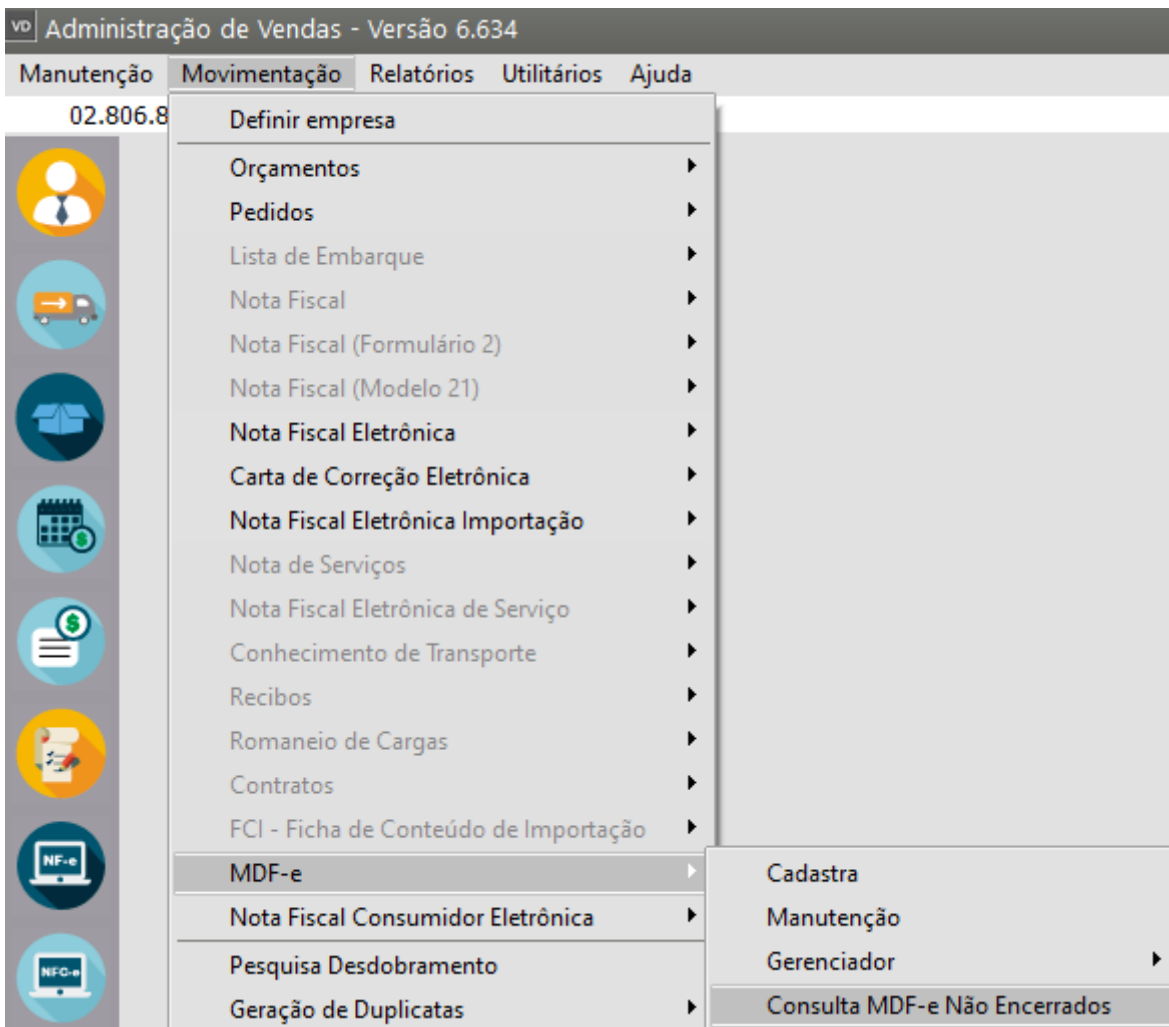 VD Administração de Vendas - Versão 6.634
Manutenção Movimentação Relatórios Utilitários Ajuda
02.806.8
Definir empresa
Orçamentos
Pedidos
Lista de Embarque
Nota Fiscal
Nota Fiscal (Formulário 2)
Nota Fiscal (Modelo 21)
Nota Fiscal Eletrônica
Carta de Correção Eletrônica
Nota Fiscal Eletrônica Importação
Nota de Serviços
Nota Fiscal Eletrônica de Serviço
Conhecimento de Transporte
Recibos
Romaneio de Cargas
Contratos
FCI - Ficha de Conteúdo de Importação
MDF-e
Nota Fiscal Consumidor Eletrônica
Pesquisa Desdobramento
Geração de Duplicatas
Cadastra
Manutenção
Gerenciador
Consulta MDF-e Não Encerrados
$
$
NF-e
NFC-e